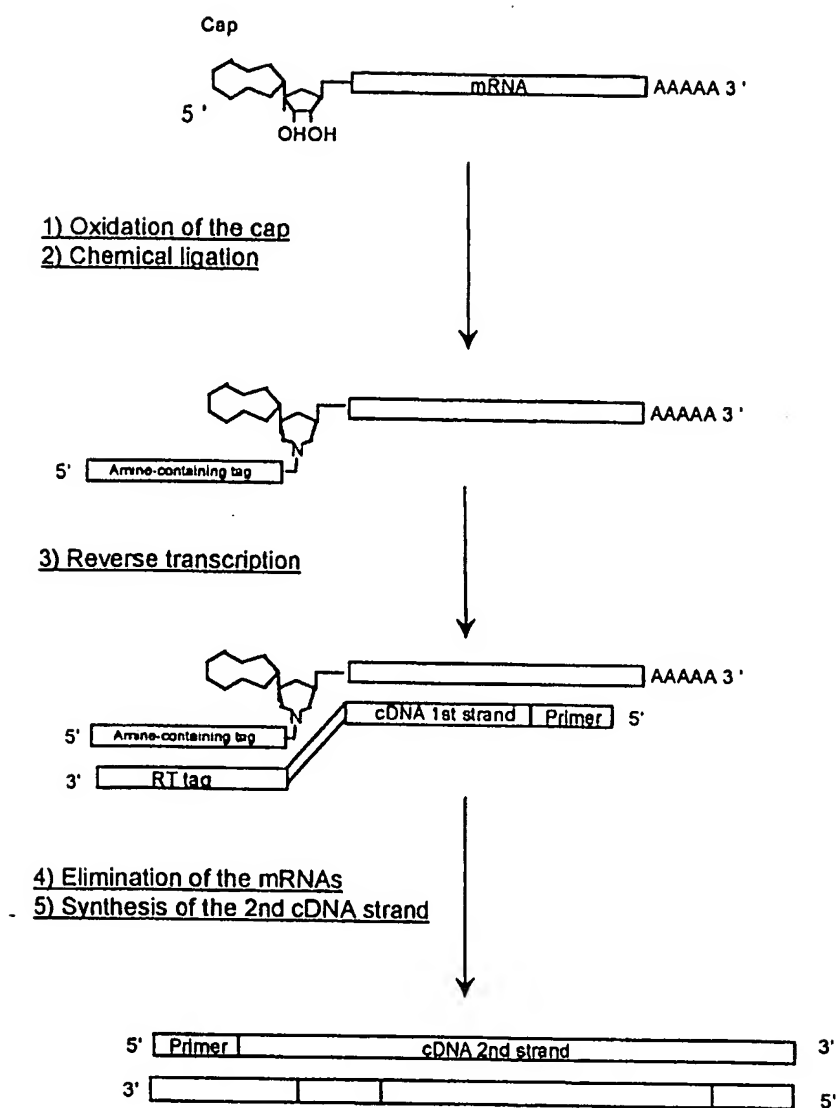 Cap
mRNA AAAAA 3 '
5 '
OHOH
1) Oxidation of the cap
2) Chemical ligation
AAAAA 3 '
N
5' Amine-containing tag
3) Reverse transcription
AAAAA 3 '
N
cDNA 1st strand Primer 5'
5' Amine-containing tag
3' RT tag
4) Elimination of the mRNAs
5) Synthesis of the 2nd cDNA strand
5' Primer cDNA 2nd strand 3'
3' 5'